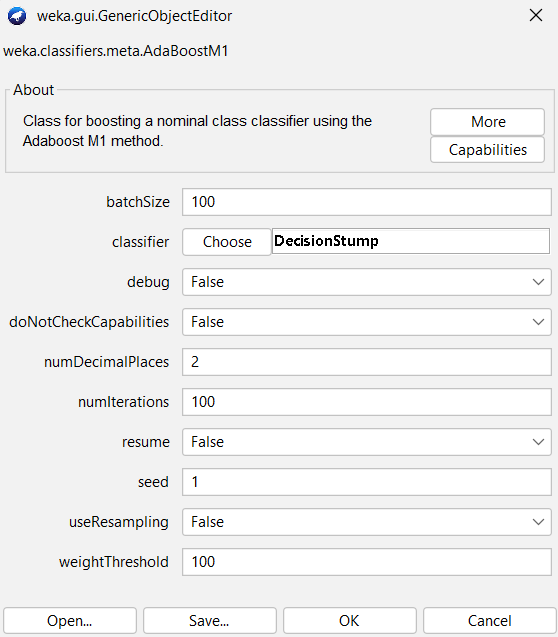 weka.gui.GenericObjectEditor
weka.classifiers.meta.AdaBoostM1
About
Class for boosting a nominal class classifier using the
Adaboost M1 method.
More
Capabilities
batchSize 100
classifier Choose DecisionStump
debug False
doNotCheckCapabilities False
numDecimalPlaces 2
numIterations 100
resume False
seed 1
useResampling False
weightThreshold 100
Open... Save... OK Cancel